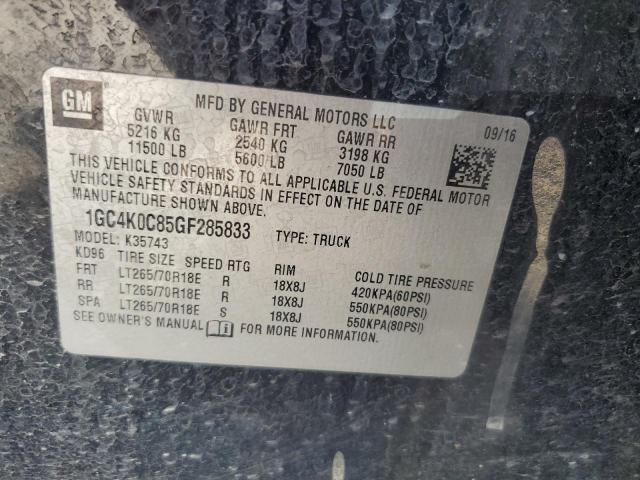 GM
MFD BY GENERAL MOTORS LLC
09/16
GVWR GAWR FRT GAWR RR
5216 KG 2540 KG 3198 KG
11500 LB 5600 LB 7050 LB
THIS VEHICLE CONFORMS TO ALL APPLICABLE U.S. FEDERAL MOTOR
VEHICLE SAFETY STANDARDS IN EFFECT ON THE DATE OF
MANUFACTURE SHOWN ABOVE.
1GC4K0C85GF285833 TYPE: TRUCK
MODEL: K35743
KD96 TIRE SIZE SPEED RTG RIM COLD TIRE PRESSURE
FRT LT265/70R18E R 18X8J 420KPA(60PSI)
RR LT265/70R18E R 18X8J 550KPA(80PSI)
SPA LT265/70R18E S 18X8J 550KPA(80PSI)
SEE OWNER'S MANUAL FOR MORE INFORMATION.